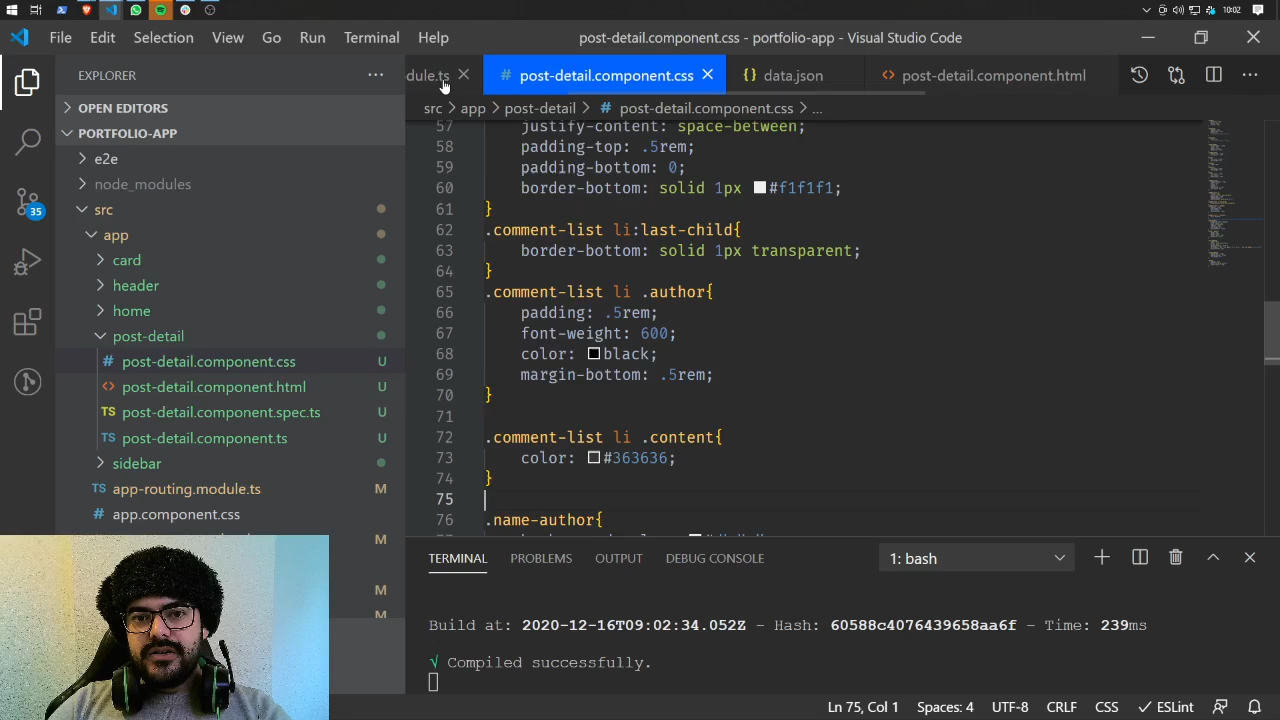 10:02
File Edit Selection View Go Run Terminal Help post-detail.component.css - portfolio-app - Visual Studio Code
EXPLORER
dule.ts # post-detail.component.css {} data.json <> post-detail.component.html
OPEN EDITORS
src > app > post-detail > # post-detail.component.css > ...
PORTFOLIO-APP
e2e
node_modules
src
app
card
header
home
post-detail
# post-detail.component.css U
<> post-detail.component.html U
TS post-detail.component.spec.ts U
TS post-detail.component.ts U
sidebar
TS app-routing.module.ts M
# app.component.css U
M
M
M
35
57 justify-content: space-between;
58 padding-top: .5rem;
59 padding-bottom: 0;
60 border-bottom: solid 1px #f1f1f1;
61 }
62 .comment-list li:last-child{
63 border-bottom: solid 1px transparent;
64 }
65 .comment-list li .author{
66 padding: .5rem;
67 font-weight: 600;
68 color: black;
69 margin-bottom: .5rem;
70 }
71
72 .comment-list li .content{
73 color: #363636;
74 }
75
76 .name-author{
TERMINAL PROBLEMS OUTPUT DEBUG CONSOLE 1: bash
Build at: 2020-12-16T09:02:34.052Z - Hash: 60588c4076439658aa6f - Time: 239ms
√ Compiled successfully.
Ln 75, Col 1 Spaces: 4 UTF-8 CRLF CSS ✓ ESLint